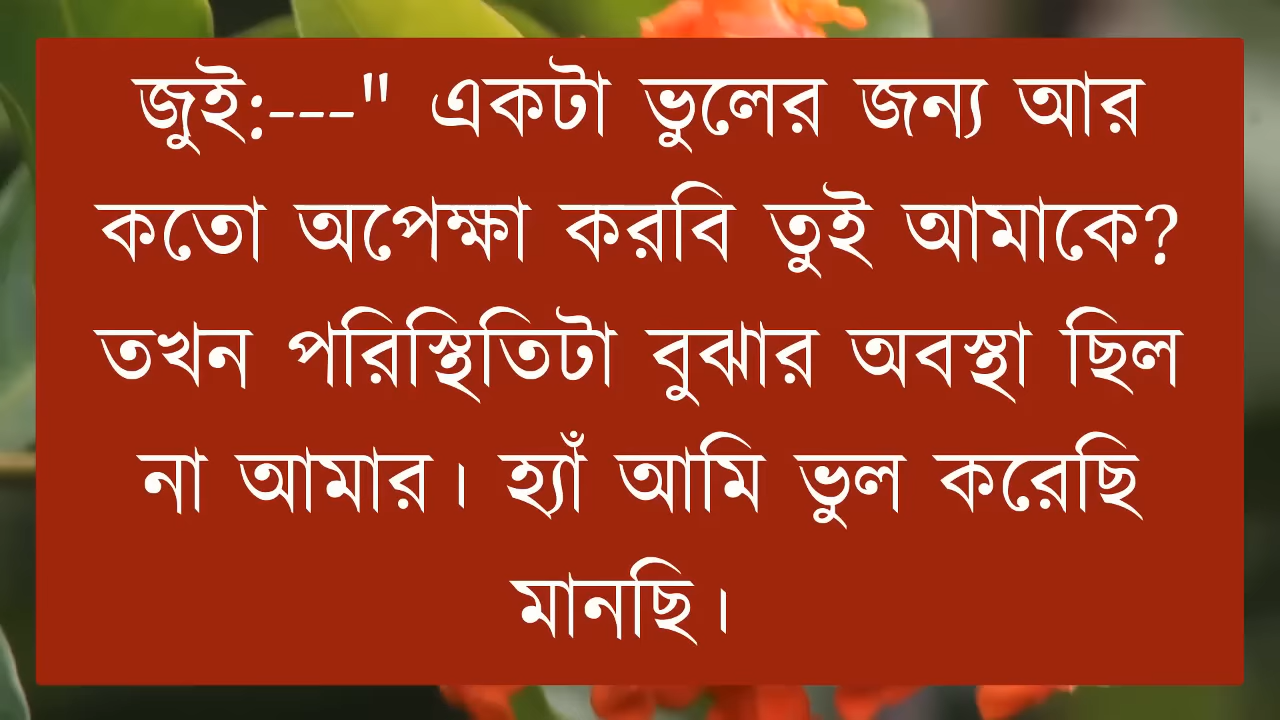 জুই:---" একটা ভুলের জন্য আর
কতো অপেক্ষা করবি তুই আমাকে?
তখন পরিস্থিতিটা বুঝার অবস্থা ছিল
না আমার। হ্যাঁ আমি ভুল করেছি
মানছি।